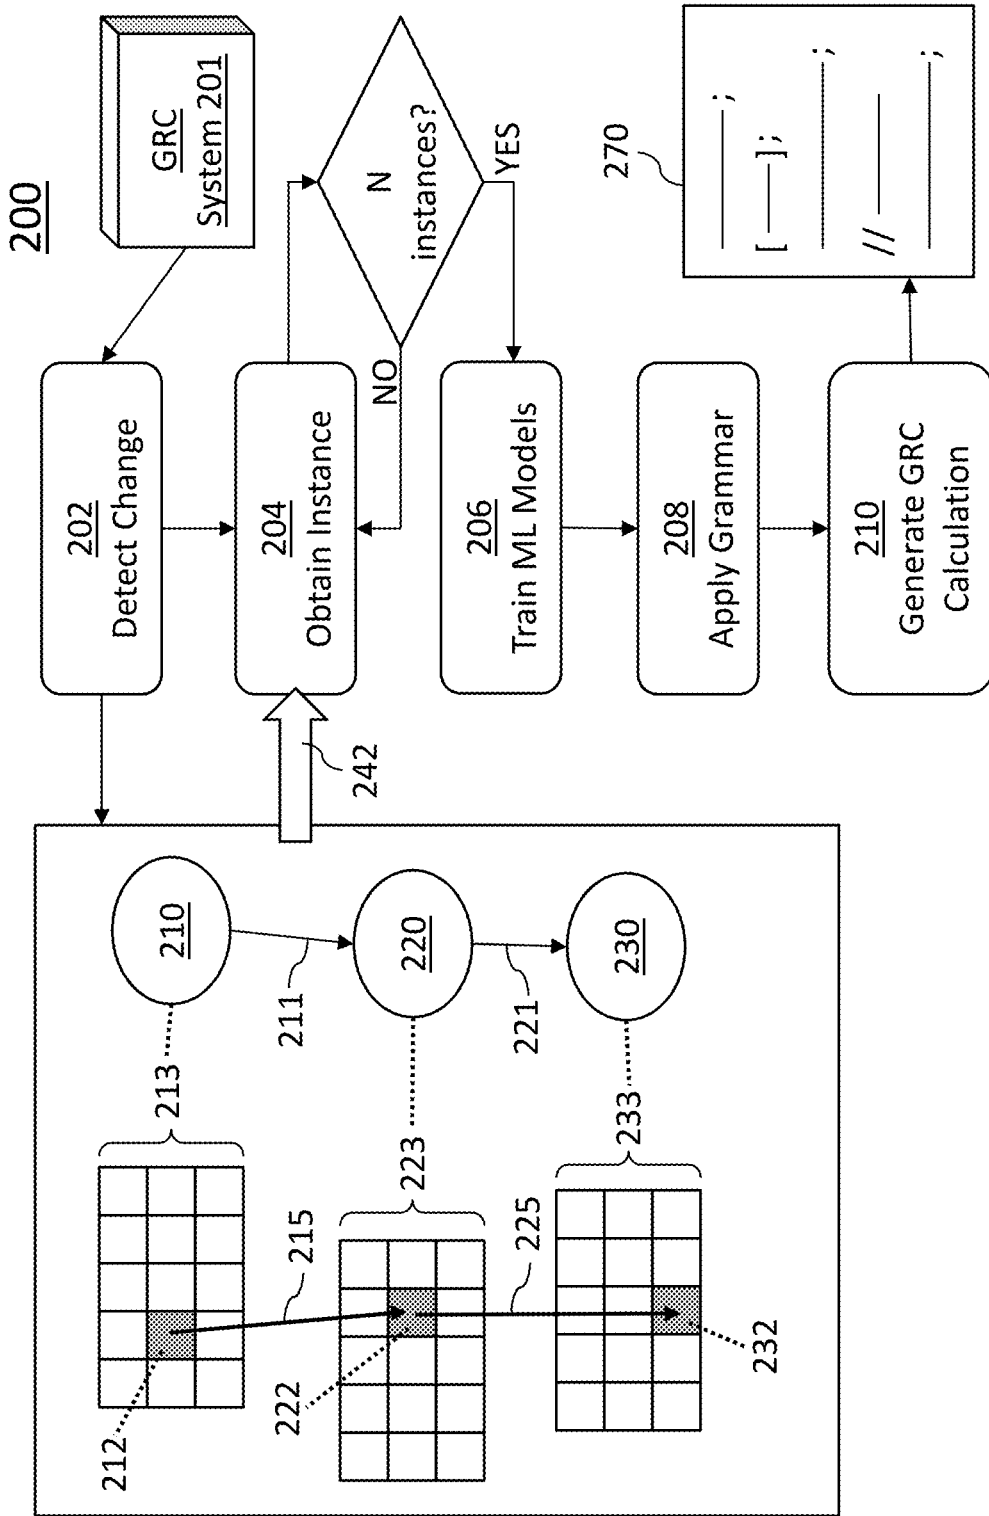 200
212
213
210
211
215
222
223
220
221
225
233
230
232
242
202
Detect Change
GRC
System 201
204
Obtain Instance
N
instances?
NO
YES
206
Train ML Models
208
Apply Grammar
210
Generate GRC
Calculation
270
;
[ ];
;
//
;